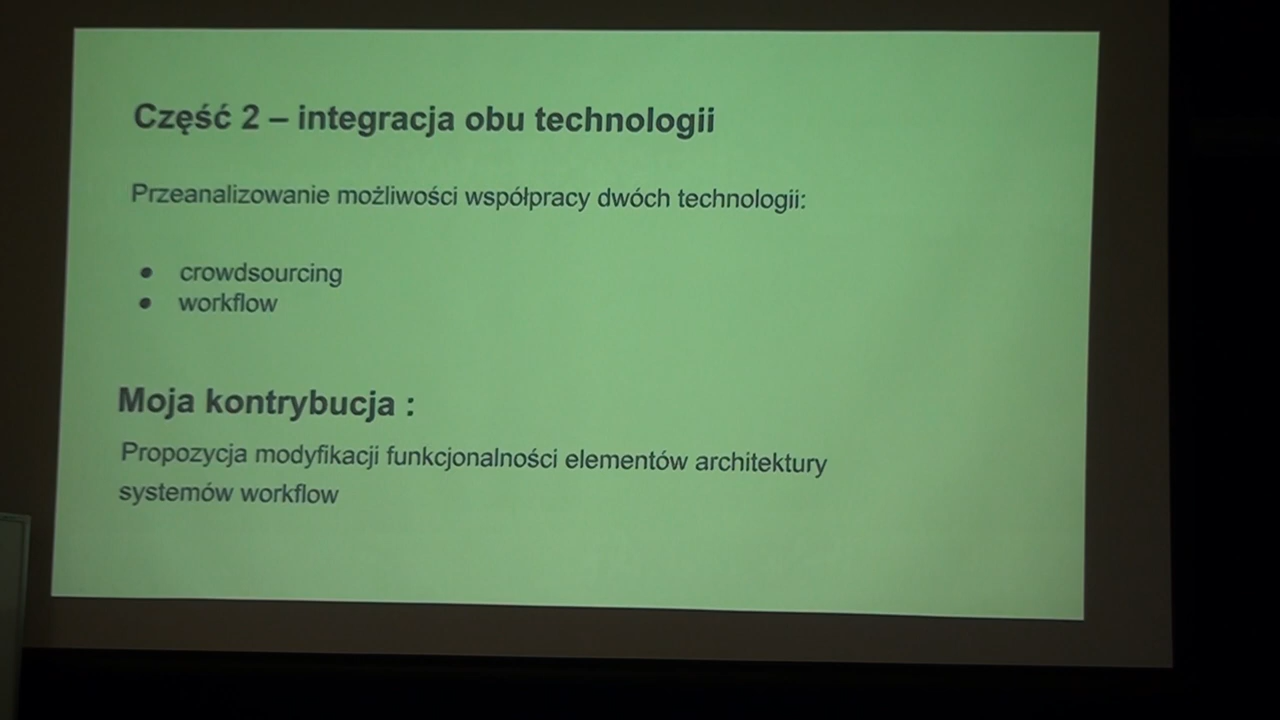 Część 2 – integracja obu technologii
Przeanalizowanie możliwości współpracy dwóch technologii:
● crowdsourcing
● workflow
Moja kontrybucja :
Propozycja modyfikacji funkcjonalności elementów architektury
systemów workflow